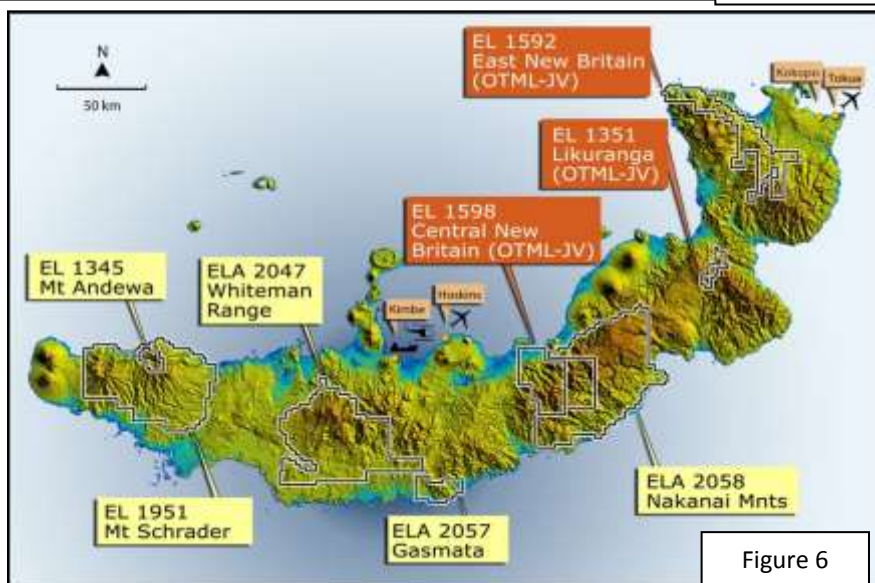 EL 1592
East New Britain
(OTML-JV)
Kokopo
Tokua
N
50 km
EL 1351
Likuranga
(OTML-JV)
EL 1598
Central New
Britain (OTML-JV)
EL 1345
Mt Andewa
ELA 2047
Whiteman
Range
Kimbe
Hoskins
ELA 2058
Nakanai Mnts
EL 1951
Mt Schrader
ELA 2057
Gasmata
Figure 6